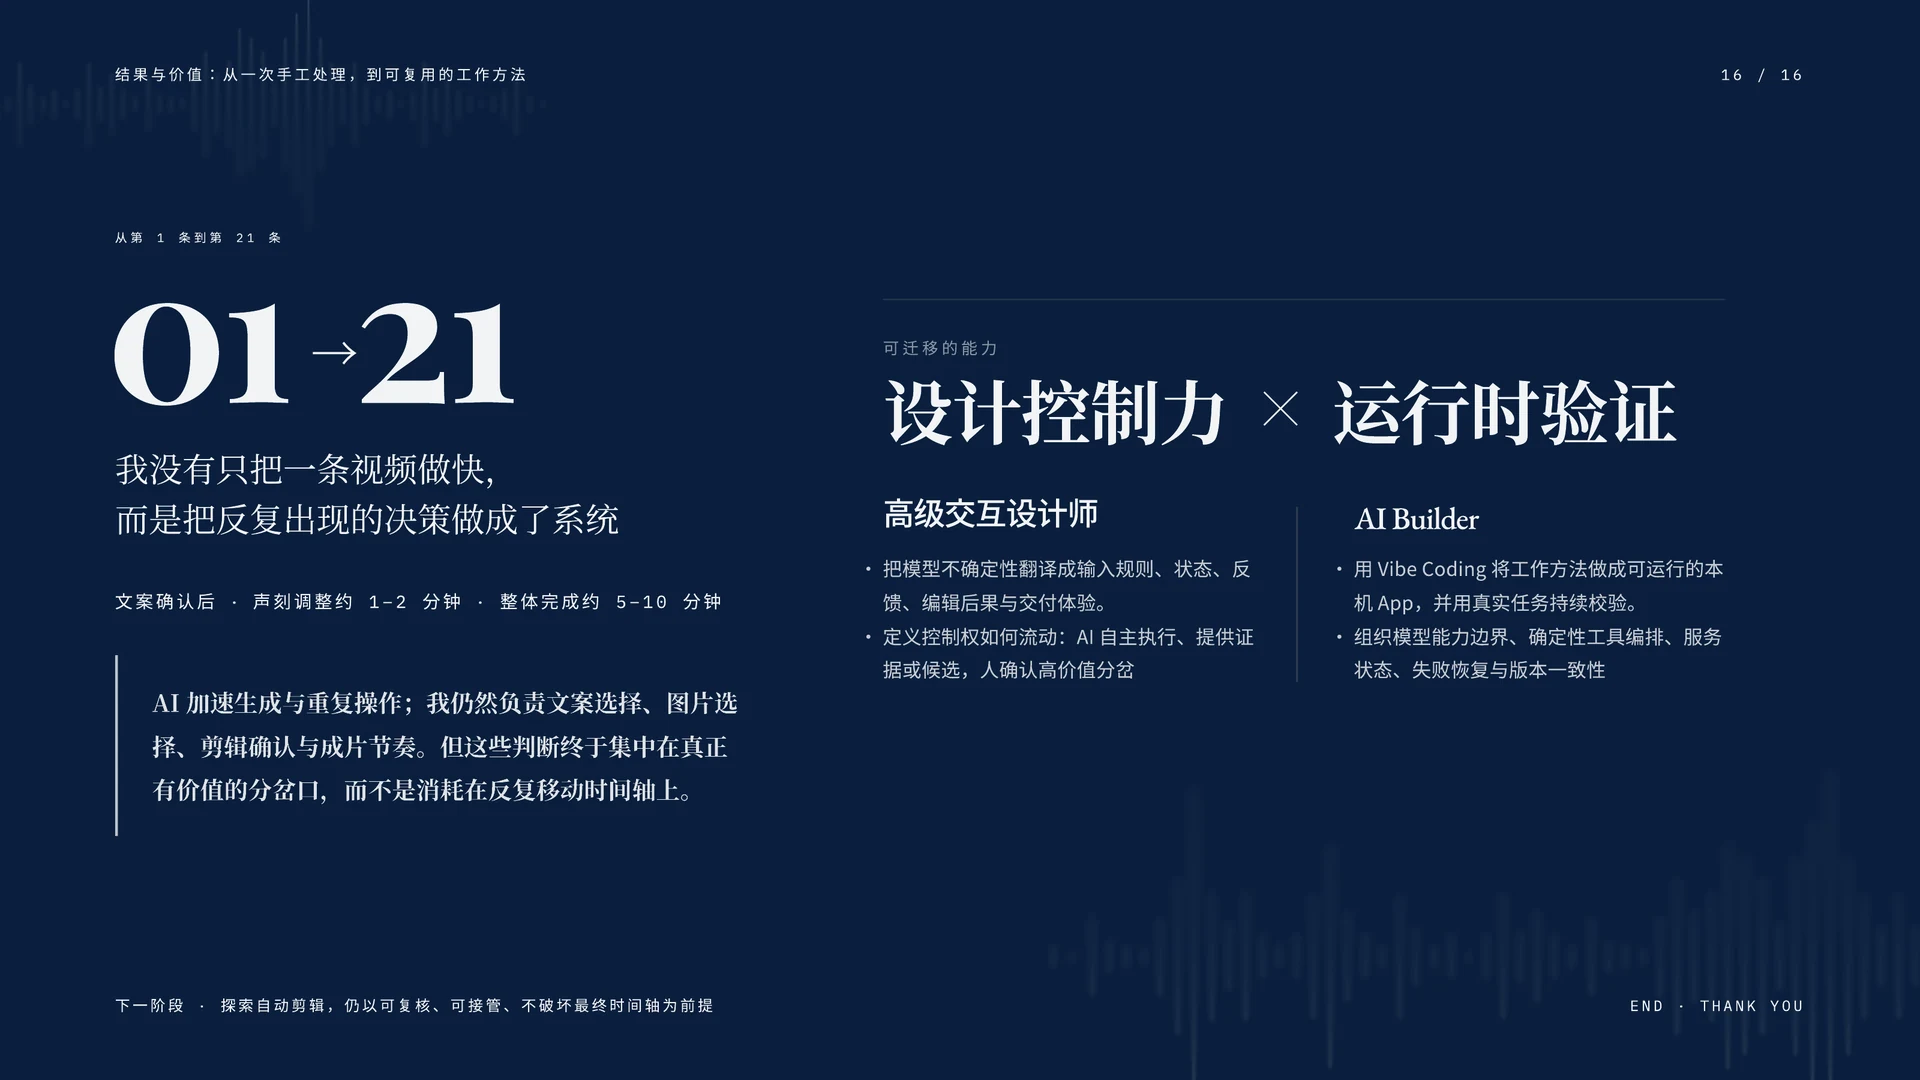 结果与价值：从一次手工处理，到可复用的工作方法
16 / 16
从第 1 条到第 21 条
01→21
我没有只把一条视频做快，
而是把反复出现的决策做成了系统
文案确认后 · 声刻调整约 1–2 分钟 · 整体完成约 5–10 分钟
AI 加速生成与重复操作；我仍然负责文案选择、图片选
择、剪辑确认与成片节奏。但这些判断终于集中在真正
有价值的分岔口，而不是消耗在反复移动时间轴上。
可迁移的能力
设计控制力 × 运行时验证
高级交互设计师
• 把模型不确定性翻译成输入规则、状态、反
馈、编辑后果与交付体验。
• 定义控制权如何流动：AI 自主执行、提供证
据或候选，人确认高价值分岔
AI Builder
• 用 Vibe Coding 将工作方法做成可运行的本
机 App，并用真实任务持续校验。
• 组织模型能力边界、确定性工具编排、服务
状态、失败恢复与版本一致性
下一阶段 · 探索自动剪辑，仍以可复核、可接管、不破坏最终时间轴为前提
END · THANK YOU